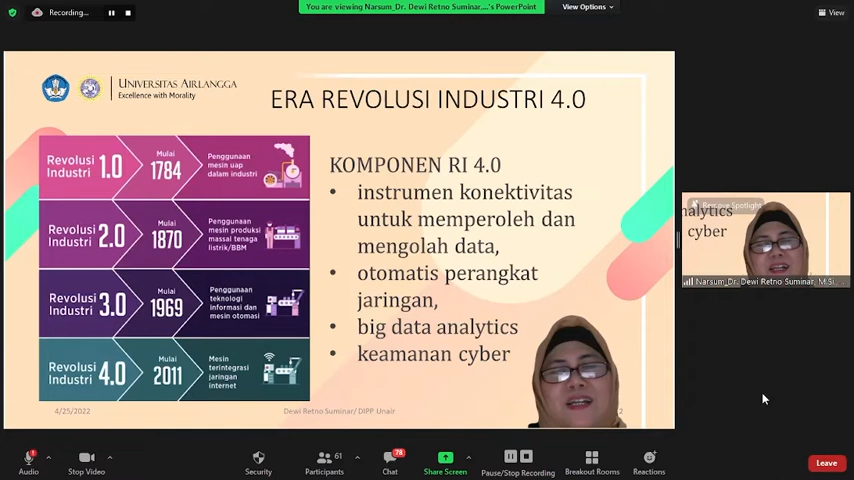 Recording...
You are viewing Narsum_Dr. Dewi Retno Suminar,...'s PowerPoint
View Options
View
UNIVERSITAS AIRLANGGA
Excellence with Morality
ERA REVOLUSI INDUSTRI 4.0
Revolusi
Industri 1.0
Mulai
1784
Penggunaan
mesin uap
dalam industri
Revolusi
Industri 2.0
Mulai
1870
Penggunaan
mesin produksi
massal tenaga
listrik/BBM
Revolusi
Industri 3.0
Mulai
1969
Penggunaan
teknologi
informasi dan
mesin otomasi
Revolusi
Industri 4.0
Mulai
2011
Mesin
terintegrasi
jaringan
internet
KOMPONEN RI 4.0
• instrumen konektivitas
untuk memperoleh dan
mengolah data,
• otomatis perangkat
jaringan,
• big data analytics
• keamanan cyber
4/25/2022
Dewi Retno Suminar/ DIPP Unair
2
Remove Spotlight
nalytics
cyber
Narsum_Dr. Dewi Retno Suminar, M.Si...
Audio
Stop Video
Security
61
Participants
78
Chat
Share Screen
Pause/Stop Recording
Breakout Rooms
Reactions
Leave